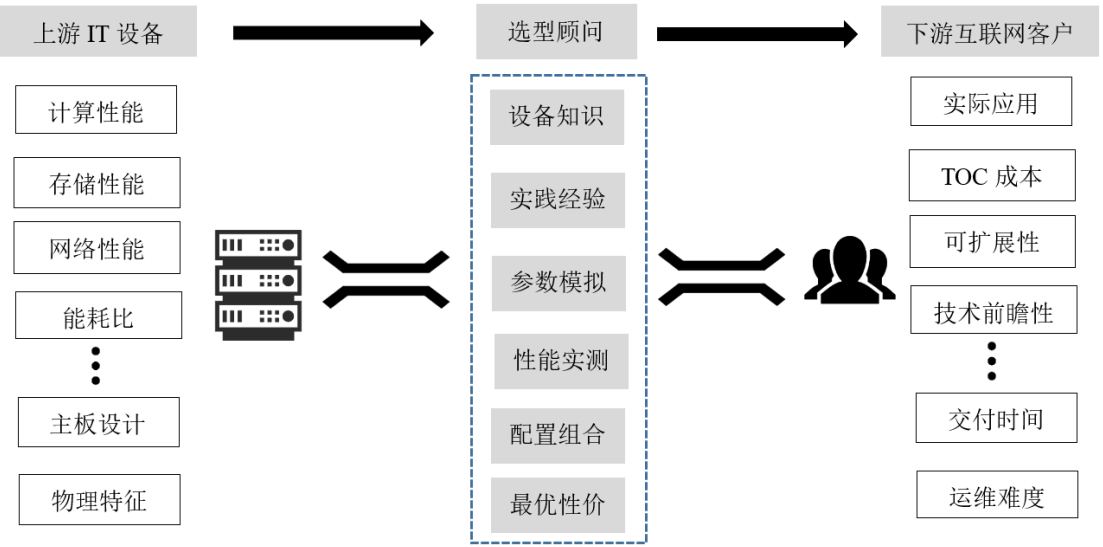 上游 IT 设备
选型顾问
下游互联网客户
计算性能
存储性能
网络性能
能耗比
主板设计
物理特征
设备知识
实践经验
参数模拟
性能实测
配置组合
最优性价
实际应用
TOC 成本
可扩展性
技术前瞻性
交付时间
运维难度